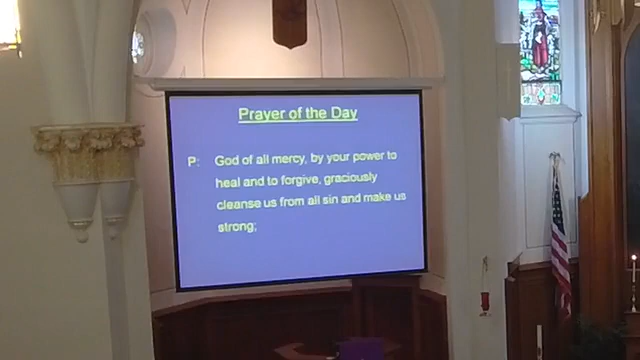 Prayer of the Day
P: God of all mercy, by your power to
heal and to forgive, graciously
cleanse us from all sin and make us
strong;